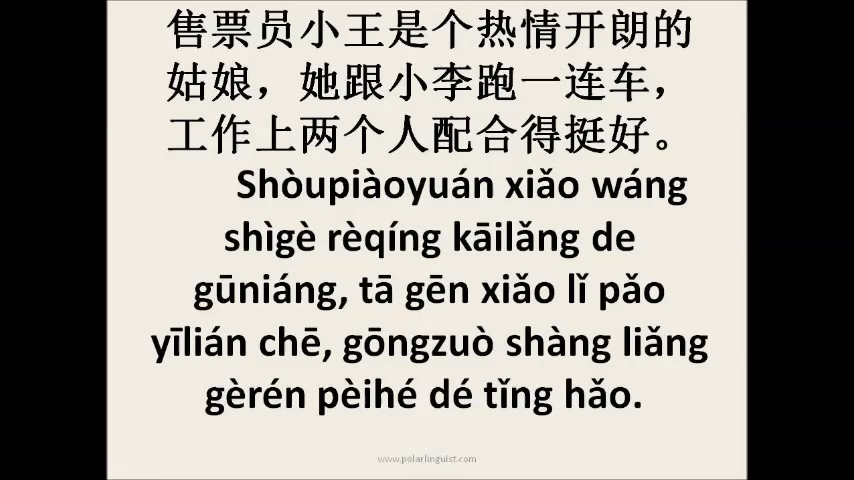 售票员小王是个热情开朗的
姑娘，她跟小李跑一连车，
工作上两个人配合得挺好。
Shòupiàoyuán xiǎo wáng
shìgè rèqíng kāilǎng de
gūniáng, tā gēn xiǎo lǐ pǎo
yīlián chē, gōngzuò shàng liǎng
gèrén pèihé dé tǐng hǎo.
www.polarlinguist.com